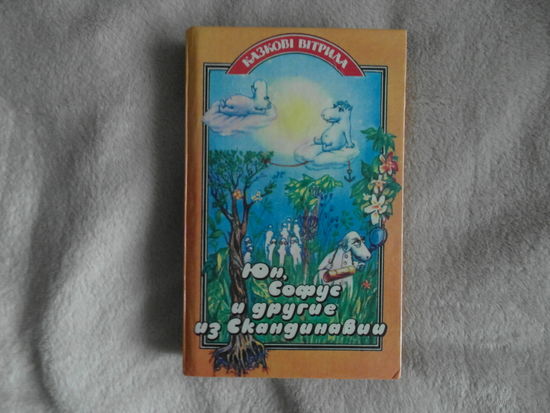 КАЗКОВІ ВІТРИЛА
Юн,
Софус
и другие
из Скандинавии